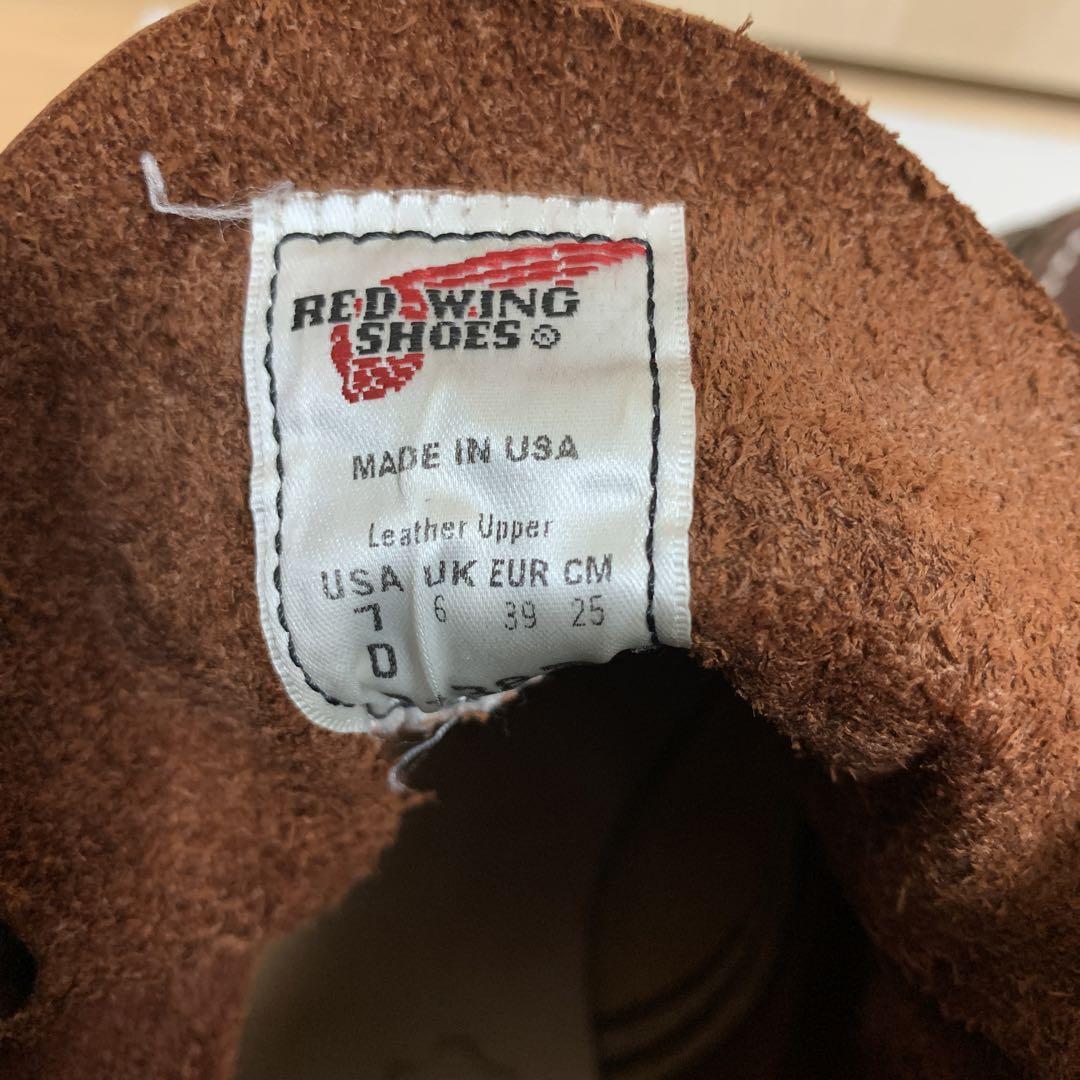 RED WING
SHOES®
MADE IN USA
Leather Upper
USA UK EUR CM
7 6 39 25
D